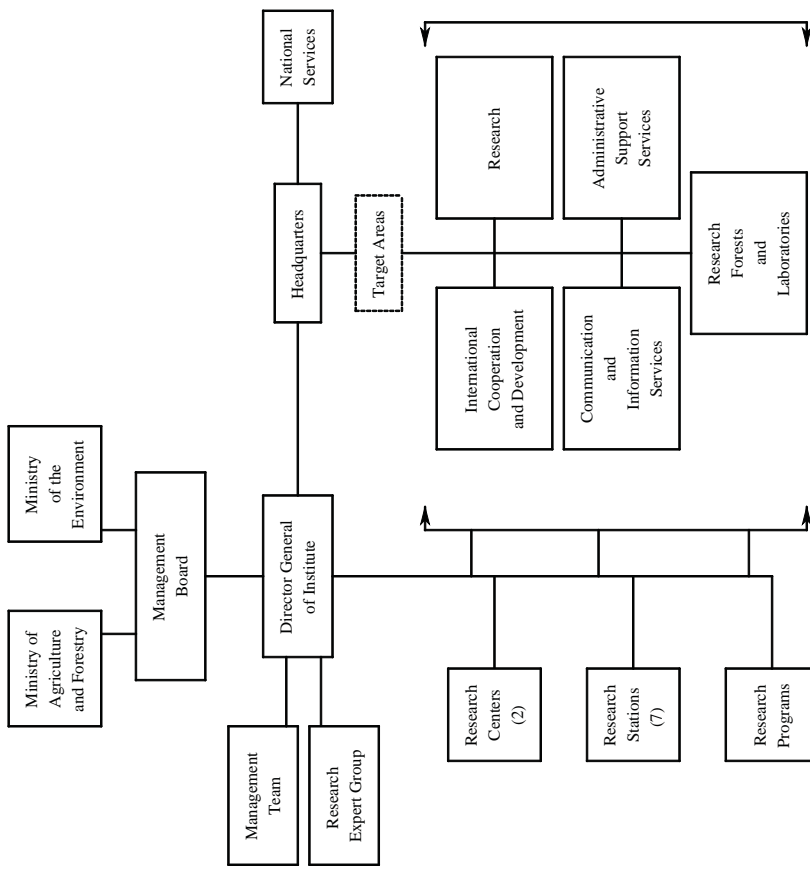 Ministry of
Agriculture
and Forestry
Ministry
of the
Environment
Management
Board
Management
Team
Research
Expert Group
Director General
of Institute
Headquarters
National
Services
Target Areas
Research
Centers
(2)
Research
Stations
(7)
Research
Programs
International
Cooperation
and Development
Research
Communication
and
Information
Services
Administrative
Support
Services
Research
Forests
and
Laboratories